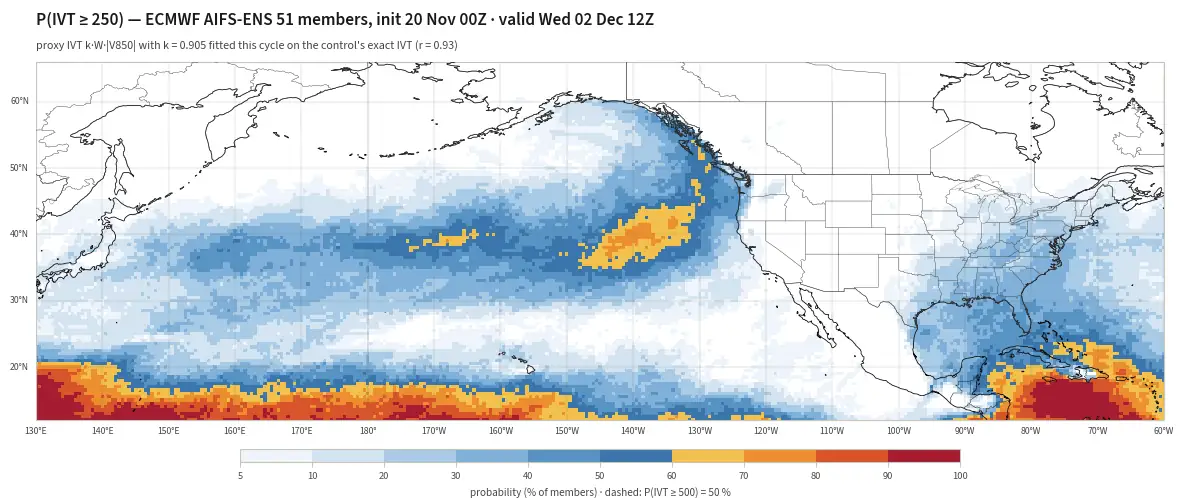 P(IVT ≥ 250) — ECMWF AIFS-ENS 51 members, init 20 Nov 00Z · valid Wed 02 Dec 12Z
proxy IVT k·W·|V850| with k = 0.905 fitted this cycle on the control's exact IVT (r = 0.93)
60°N
50°N
40°N
30°N
20°N
130°E 140°E 150°E 160°E 170°E 180° 170°W 160°W 150°W 140°W 130°W 120°W 110°W 100°W 90°W 80°W 70°W 60°W
5 10 20 30 40 50 60 70 80 90 100
probability (% of members) · dashed: P(IVT ≥ 500) = 50 %